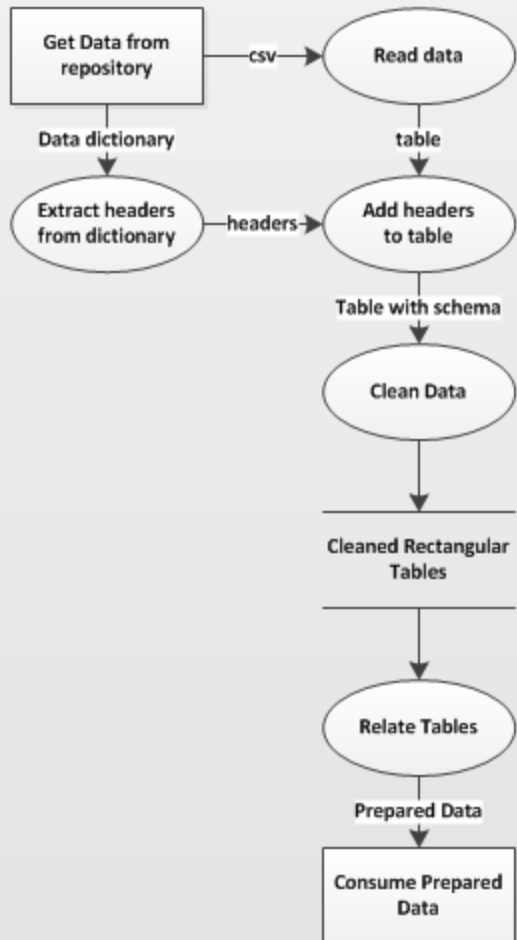 Get Data from
repository
csv
Read data
Data dictionary
table
Extract headers
from dictionary
headers
Add headers
to table
Table with schema
Clean Data
Cleaned Rectangular
Tables
Relate Tables
Prepared Data
Consume Prepared
Data